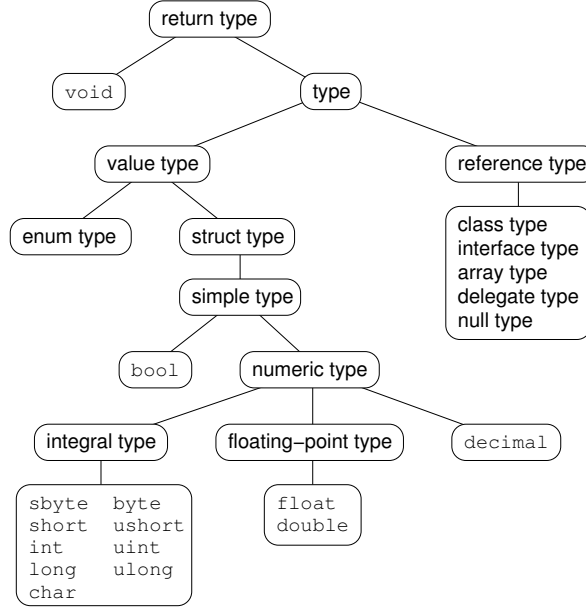 return type
void
type
value type
reference type
enum type
struct type
class type
interface type
array type
delegate type
null type
simple type
bool
numeric type
integral type
floating−point type
decimal
sbyte byte
short ushort
int uint
long ulong
char
float
double